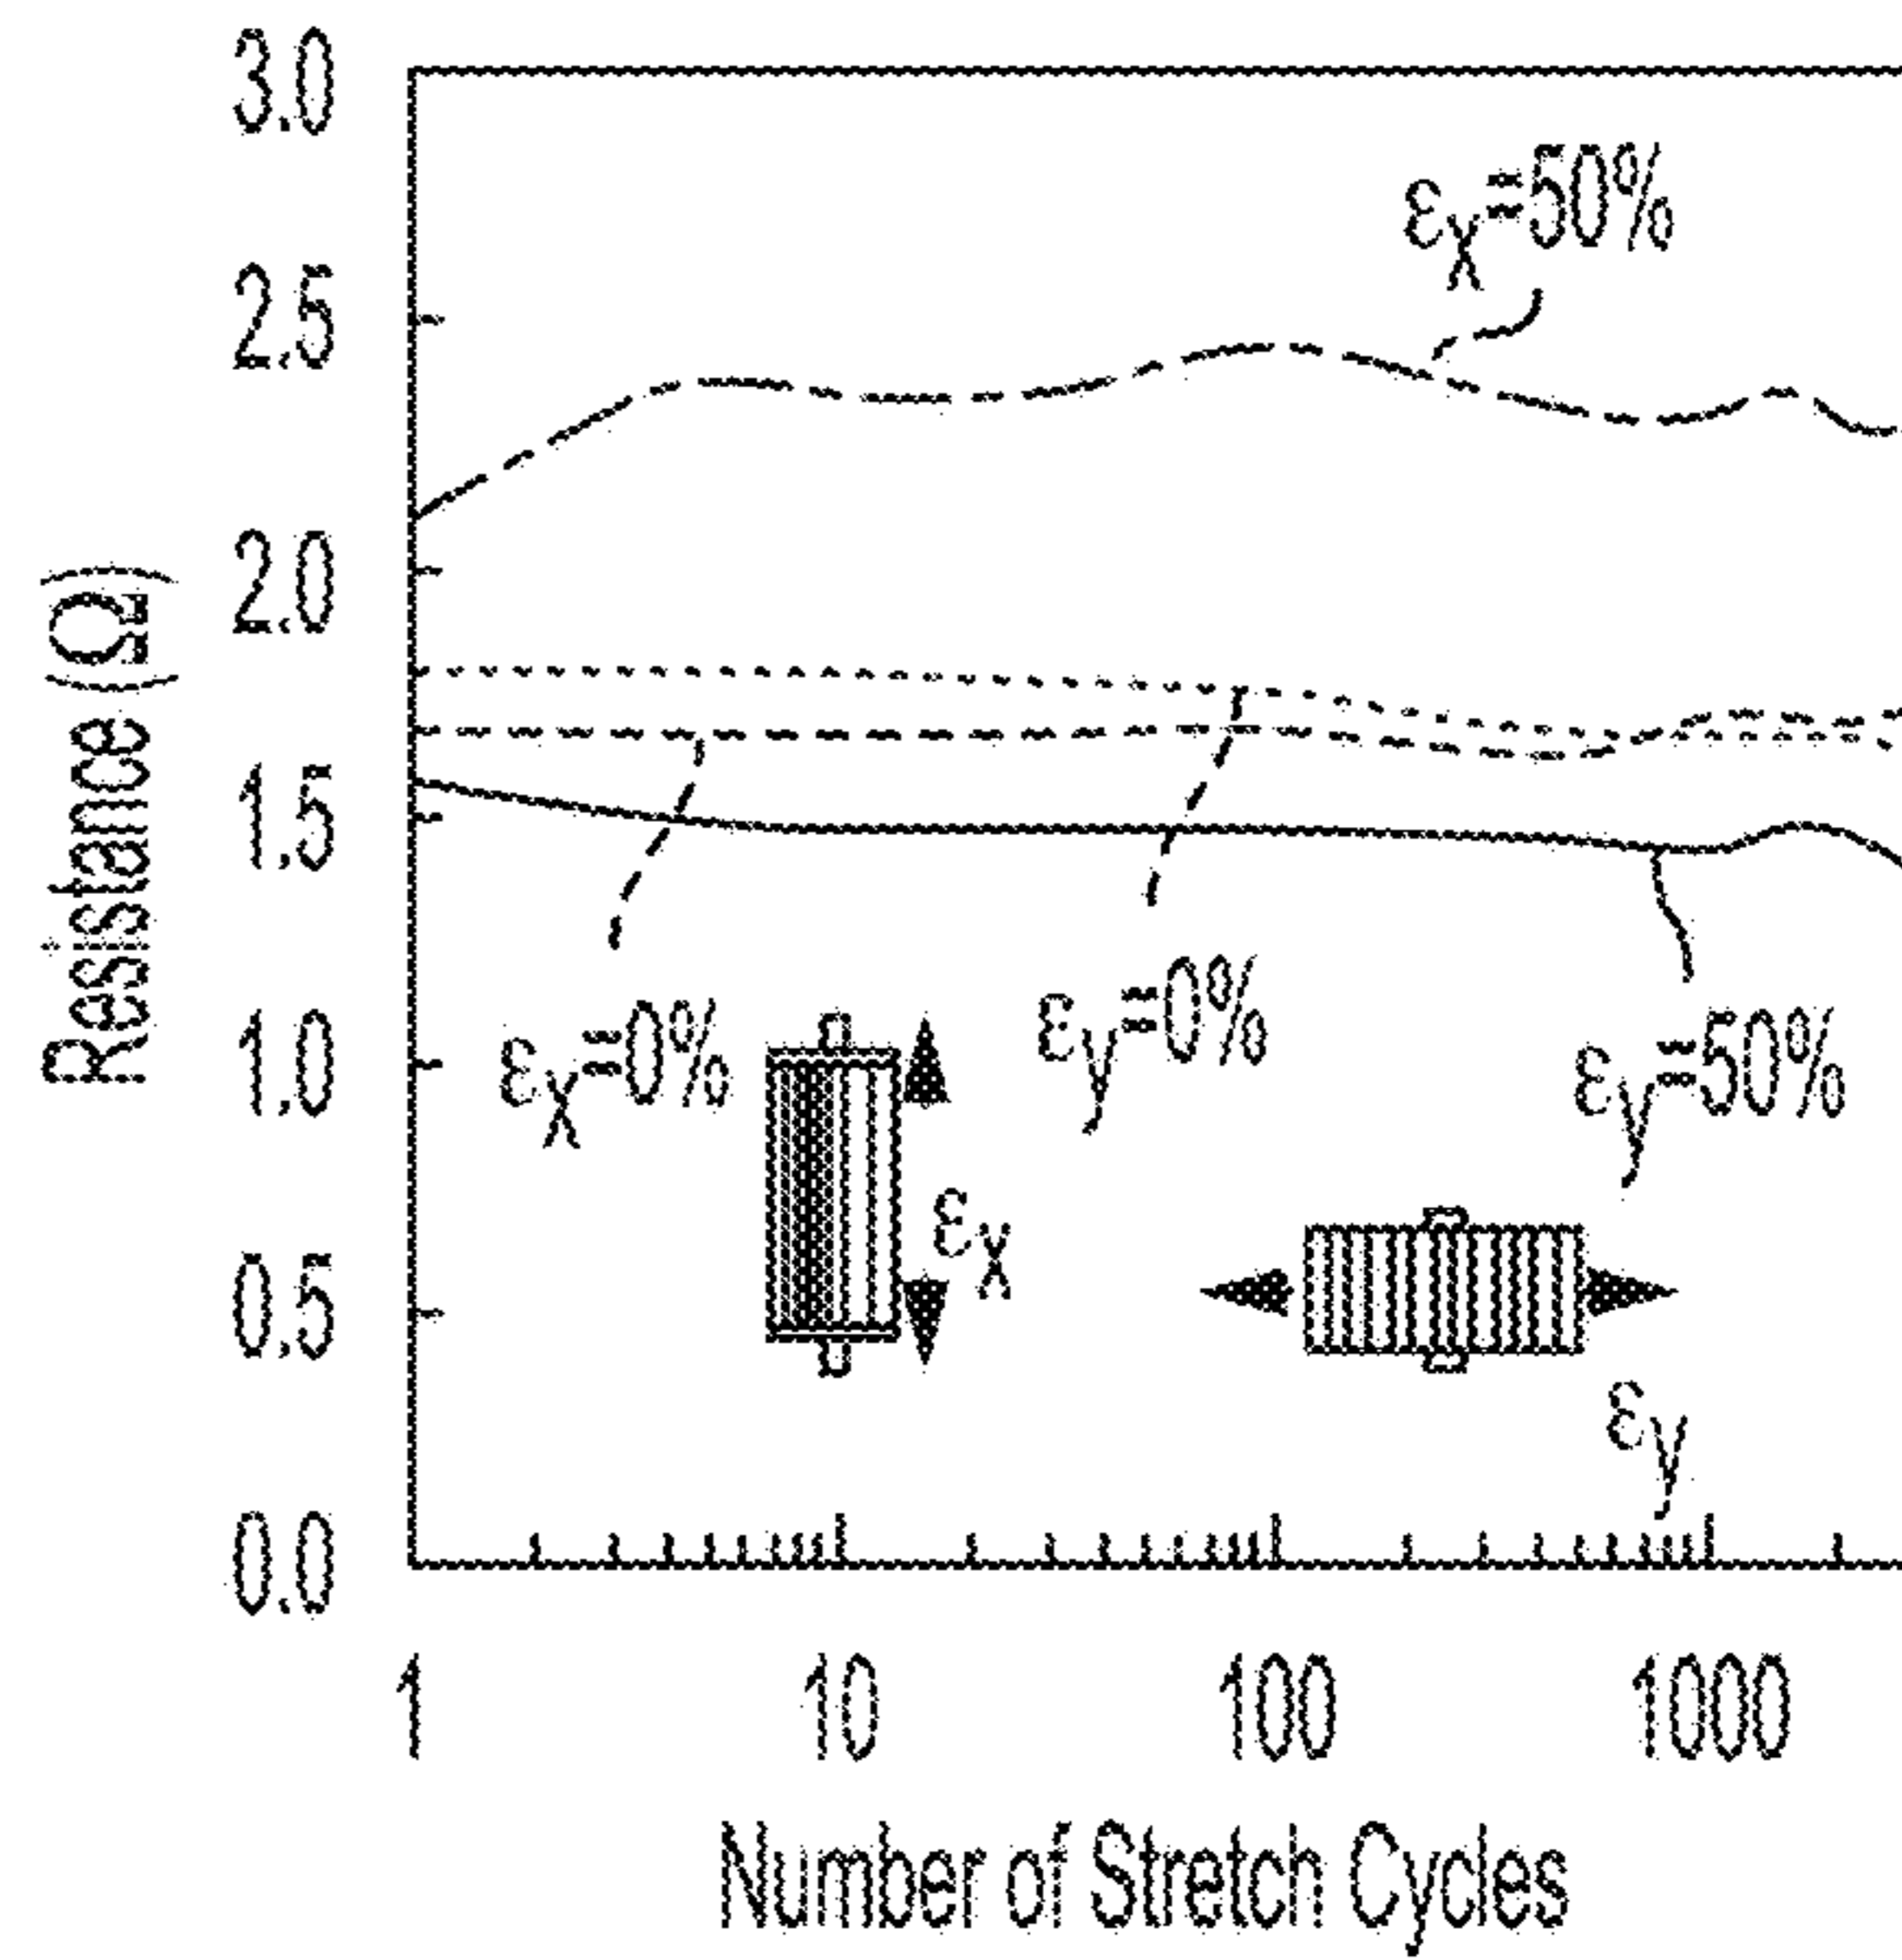 3.0
εx=50%
2.5
2.0
Resistance (Ω)
1.5
1.0
εx=0%
εy=0%
εy=50%
εx
0.5
εy
0.0
1 10 100 1000
Number of Stretch Cycles